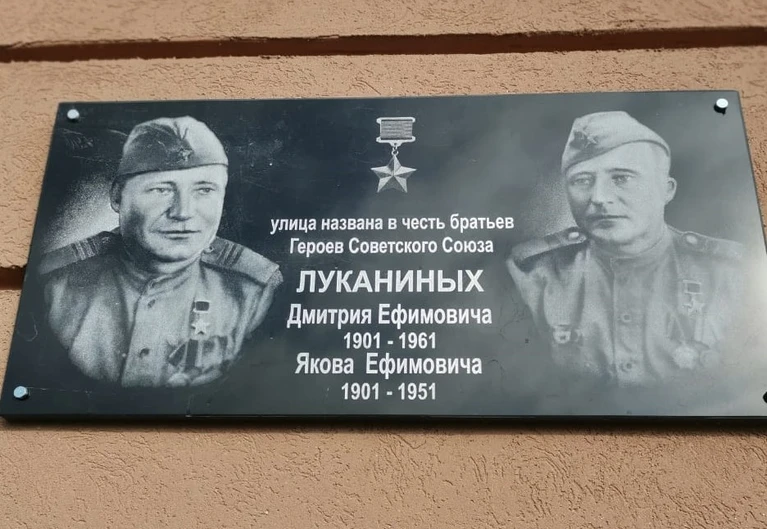 улица названа в честь братьев
Героев Советского Союза
ЛУКАНИНЫХ
Дмитрия Ефимовича
1901 - 1961
Якова Ефимовича
1901 - 1951